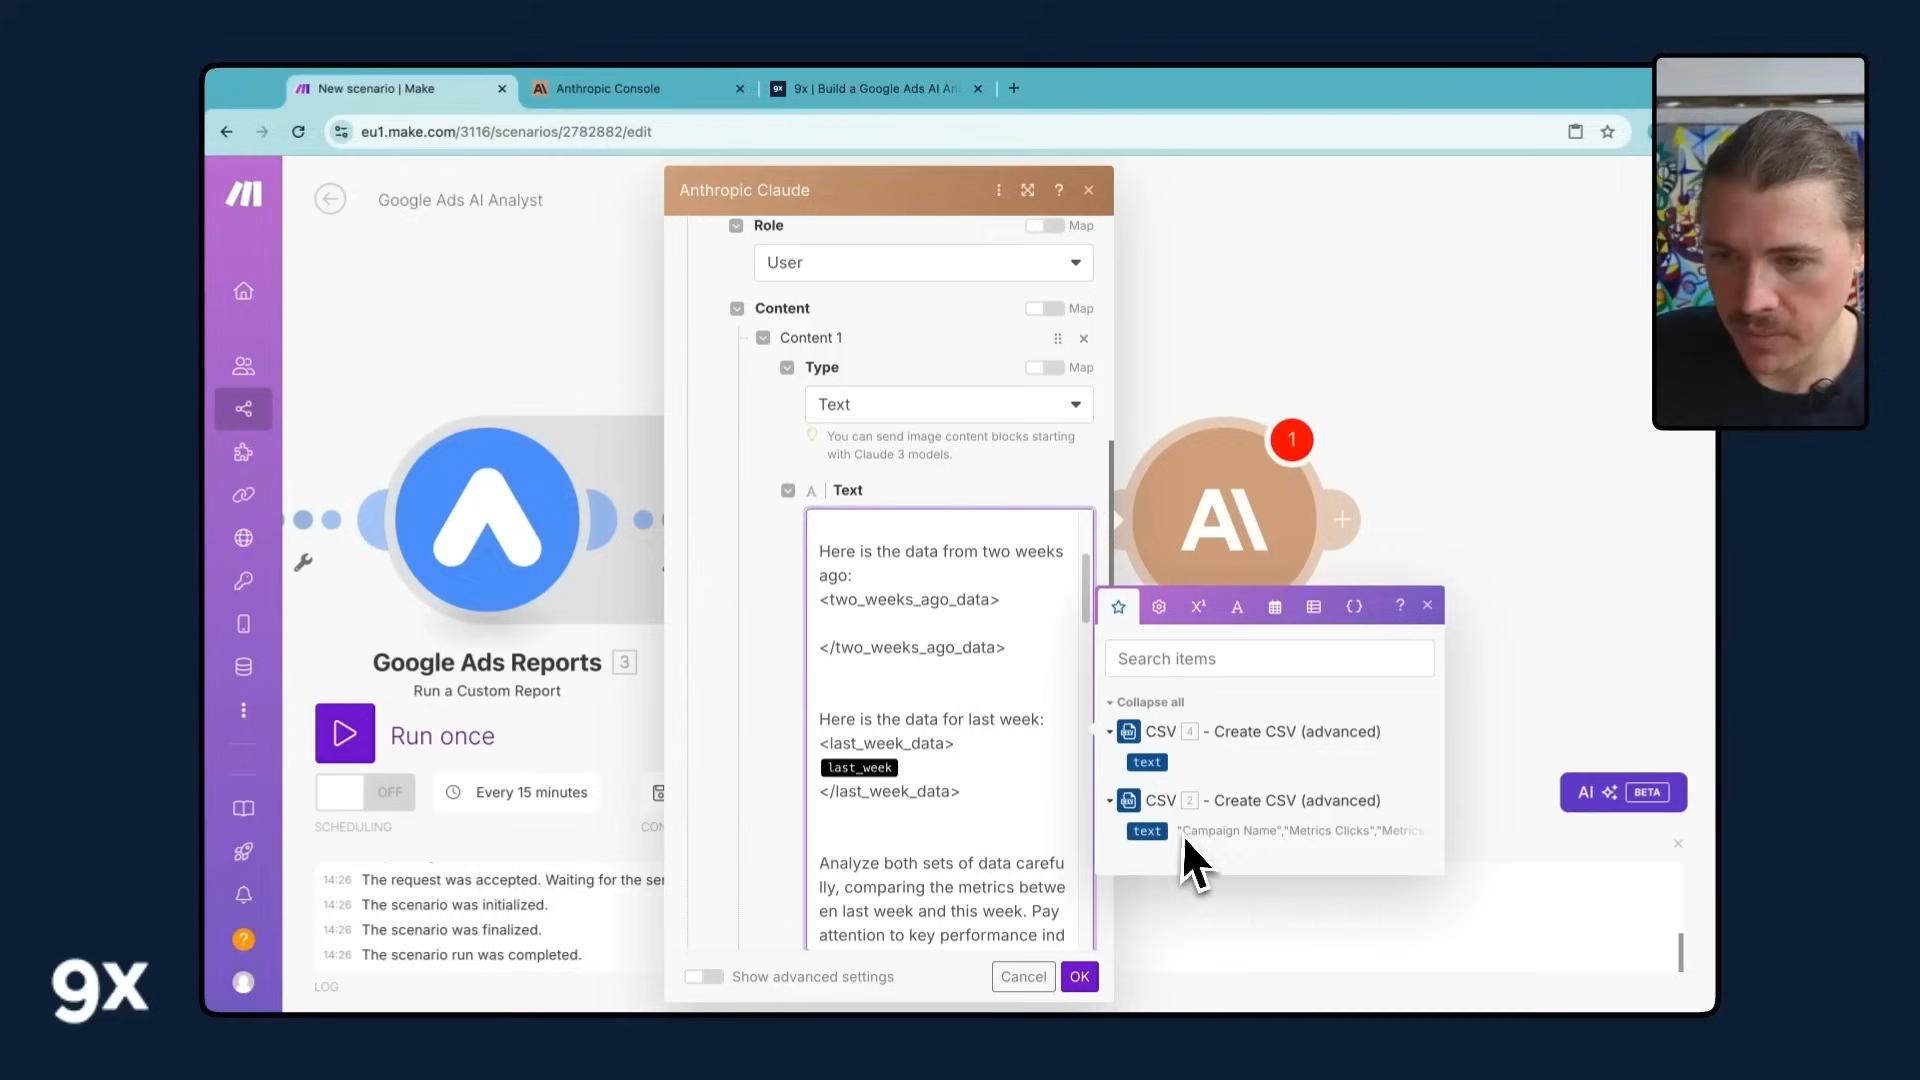 New scenario | Make
Anthropic Console
9x | Build a Google Ads AI An
eu1.make.com/3116/scenarios/2782882/edit
Google Ads AI Analyst
Anthropic Claude
Role
Map
User
Content
Map
Content 1
Type
Map
Text
You can send image content blocks starting
with Claude 3 models.
A | Text
Here is the data from two weeks
ago:
<two_weeks_ago_data>
</two_weeks_ago_data>
Here is the data for last week:
<last_week_data>
last_week
</last_week_data>
Analyze both sets of data carefu
lly, comparing the metrics betwe
en last week and this week. Pay
attention to key performance ind
Show advanced settings
Cancel
OK
1
Google Ads Reports 3
Run a Custom Report
Run once
OFF
Every 15 minutes
SCHEDULING
CON
14:26 The request was accepted. Waiting for the ser
14:26 The scenario was initialized.
14:26 The scenario was finalized.
14:26 The scenario run was completed.
LOG
Search items
Collapse all
CSV 4 - Create CSV (advanced)
text
CSV 2 - Create CSV (advanced)
text "Campaign Name","Metrics Clicks","Metrics
AI BETA
9x